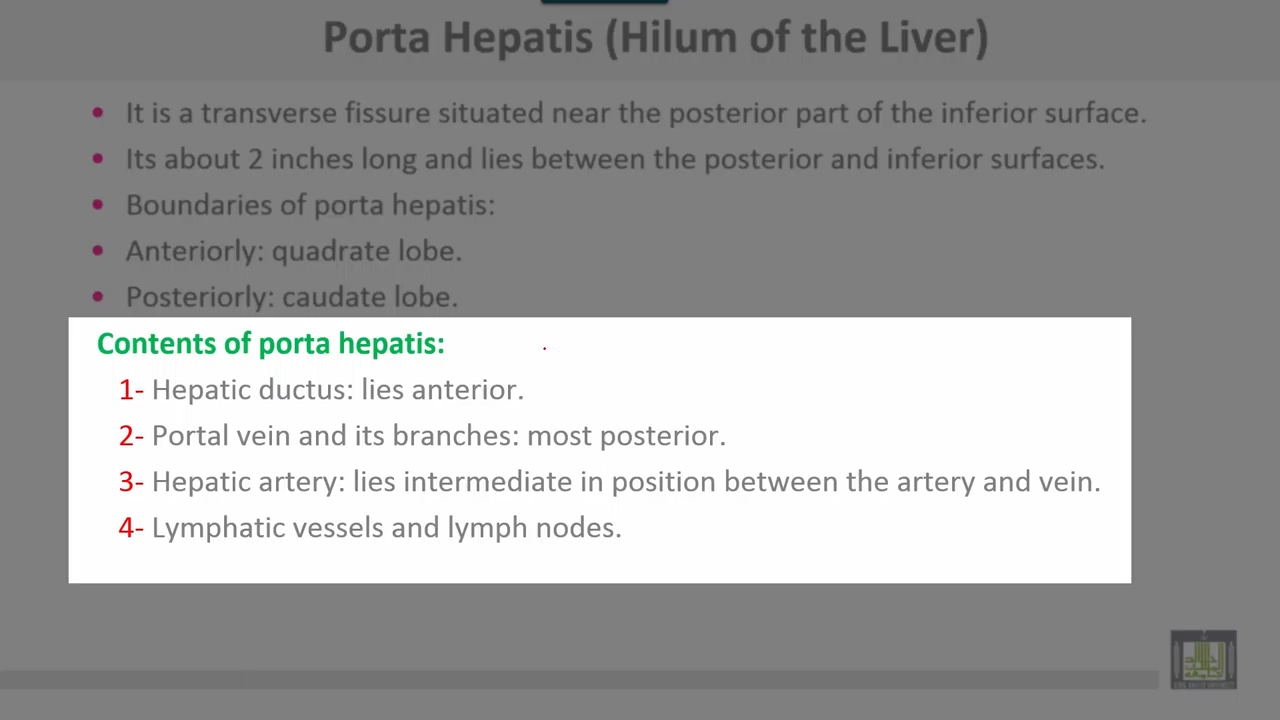 Porta Hepatis (Hilum of the Liver)
• It is a transverse fissure situated near the posterior part of the inferior surface.
• Its about 2 inches long and lies between the posterior and inferior surfaces.
• Boundaries of porta hepatis:
• Anteriorly: quadrate lobe.
• Posteriorly: caudate lobe.
Contents of porta hepatis:
1- Hepatic ductus: lies anterior.
2- Portal vein and its branches: most posterior.
3- Hepatic artery: lies intermediate in position between the artery and vein.
4- Lymphatic vessels and lymph nodes.